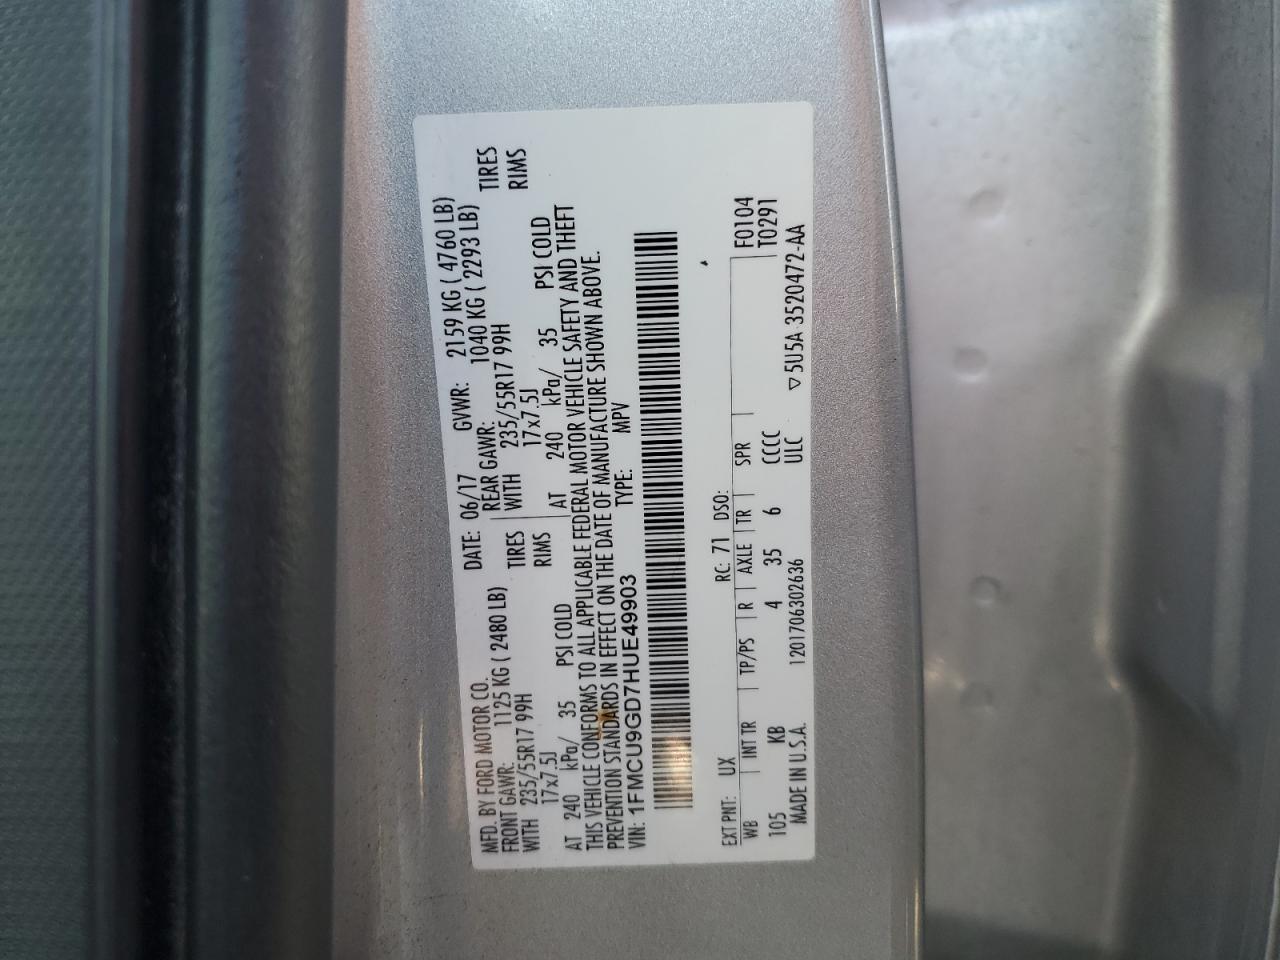 MFD. BY FORD MOTOR CO. DATE: 06/17 GVWR: 2159 KG ( 4760 LB)
FRONT GAWR: 1125 KG ( 2480 LB) REAR GAWR: 1040 KG ( 2293 LB)
WITH 235/55R17 99H TIRES WITH 235/55R17 99H TIRES
17x7.5J RIMS 17x7.5J RIMS
AT 240 kPa/ 35 PSI COLD AT 240 kPa/ 35 PSI COLD
THIS VEHICLE CONFORMS TO ALL APPLICABLE FEDERAL MOTOR VEHICLE SAFETY AND THEFT
PREVENTION STANDARDS IN EFFECT ON THE DATE OF MANUFACTURE SHOWN ABOVE.
VIN: 1FMCU9GD7HUE49903 TYPE: MPV
EXT PNT: UX RC: 71 DSO: F0104
WB INT TR TP/PS R AXLE TR SPR T0291
105 KB 4 35 6 CCCC
MADE IN U.S.A. 1201706302636 ULC ▽5U5A 3520472-AA